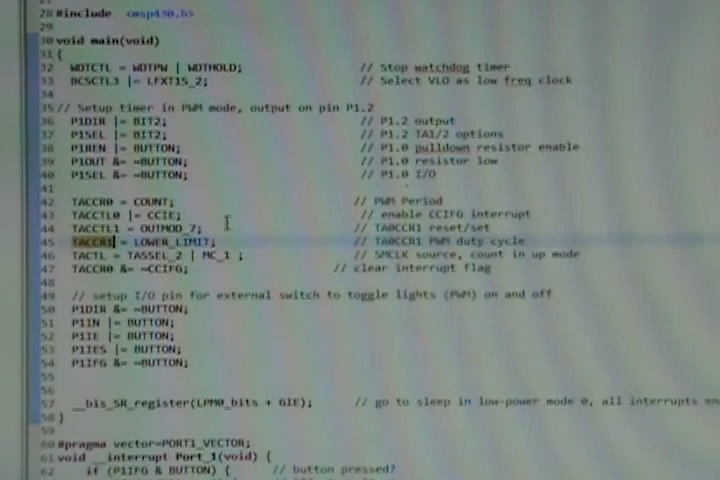 28 #include <msp430.h>
29
30 void main(void)
31 {
32 WDTCTL = WDTPW | WDTHOLD; // Stop watchdog timer
33 BCSCTL3 |= LFXT1S_2; // Select VLO as low freq clock
34
35 // Setup timer in PWM mode, output on pin P1.2
36 P1DIR |= BIT2; // P1.2 output
37 P1SEL |= BIT2; // P1.2 TA1/2 options
38 P1REN |= BUTTON; // P1.0 pulldown resistor enable
39 P1OUT &= ~BUTTON; // P1.0 resistor low
40 P1SEL &= ~BUTTON; // P1.0 I/O
41
42 TACCR0 = COUNT; // PWM Period
43 TACCTL0 |= CCIE; // enable CCIFG interrupt
44 TACCTL1 = OUTMOD_7; // TA0CCR1 reset/set
45 TACCR1 = LOWER_LIMIT; // TA0CCR1 PWM duty cycle
46 TACTL = TASSEL_2 | MC_1 ; // SMCLK source, count in up mode
47 TACCR0 &= ~CCIFG; // clear interrupt flag
48
49 // setup I/O pin for external switch to toggle lights (PWM) on and off
50 P1DIR &= ~BUTTON;
51 P1IN |= BUTTON;
52 P1IE |= BUTTON;
53 P1IES |= BUTTON;
54 P1IFG &= ~BUTTON;
55
56
57 __bis_SR_register(LPM0_bits + GIE); // go to sleep in low-power mode 0, all interrupts en
58 }
59
60 #pragma vector=PORT1_VECTOR;
61 void __interrupt Port_1(void) {
62 if (P1IFG & BUTTON) { // button pressed?